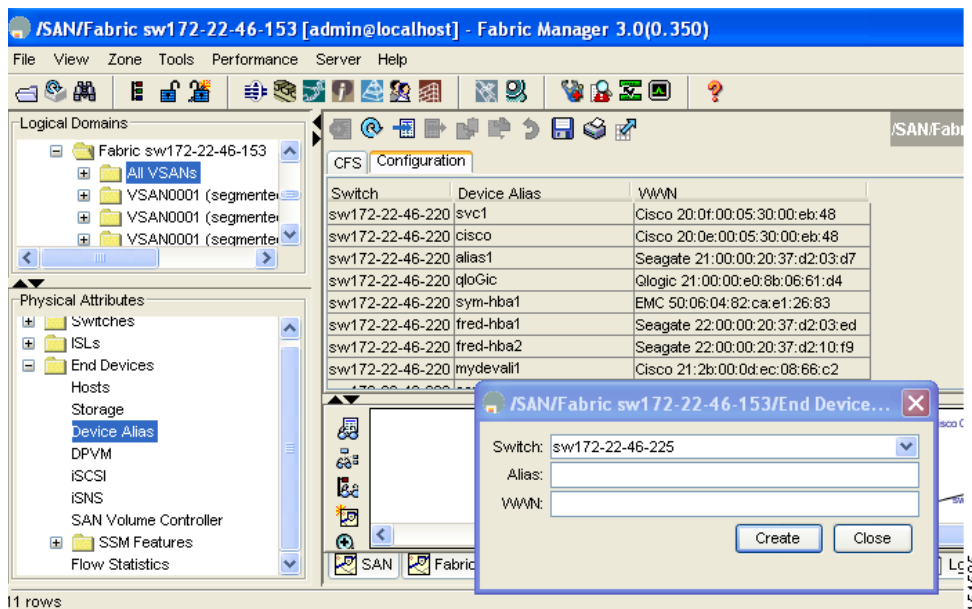 /SAN/Fabric sw172-22-46-153 [admin@localhost] - Fabric Manager 3.0(0.350)
File View Zone Tools Performance Server Help
Logical Domains
Fabric sw172-22-46-153
All VSANs
VSAN0001 (segmente
VSAN0001 (segmente
VSAN0001 (segmente
Physical Attributes
Switches
ISLs
End Devices
Hosts
Storage
Device Alias
DPVM
iSCSI
iSNS
SAN Volume Controller
SSM Features
Flow Statistics
/SAN/Fabri
CFS Configuration
Switch Device Alias WWN
sw172-22-46-220 svc1 Cisco 20:0f:00:05:30:00:eb:48
sw172-22-46-220 cisco Cisco 20:0e:00:05:30:00:eb:48
sw172-22-46-220 alias1 Seagate 21:00:00:20:37:d2:03:d7
sw172-22-46-220 qloGic Qlogic 21:00:00:e0:8b:06:61:d4
sw172-22-46-220 sym-hba1 EMC 50:06:04:82:ca:e1:26:83
sw172-22-46-220 fred-hba1 Seagate 22:00:00:20:37:d2:03:ed
sw172-22-46-220 fred-hba2 Seagate 22:00:00:20:37:d2:10:f9
sw172-22-46-220 mydevali1 Cisco 21:2b:00:0d:ec:08:66:c2
/SAN/Fabric sw172-22-46-153/End Device...
Switch: sw172-22-46-225
Alias:
WWN:
Create Close
SAN Fabric
11 rows